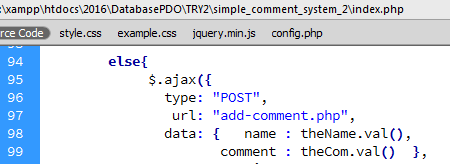 :\xampp\htdocs\2016\DatabasePDO\TRY2\simple_comment_system_2\index.php
rce Code style.css example.css jquery.min.js config.php
94 else{
95 $.ajax({
96 type: "POST",
97 url: "add-comment.php",
98 data: { name : theName.val(),
99 comment : theCom.val() },